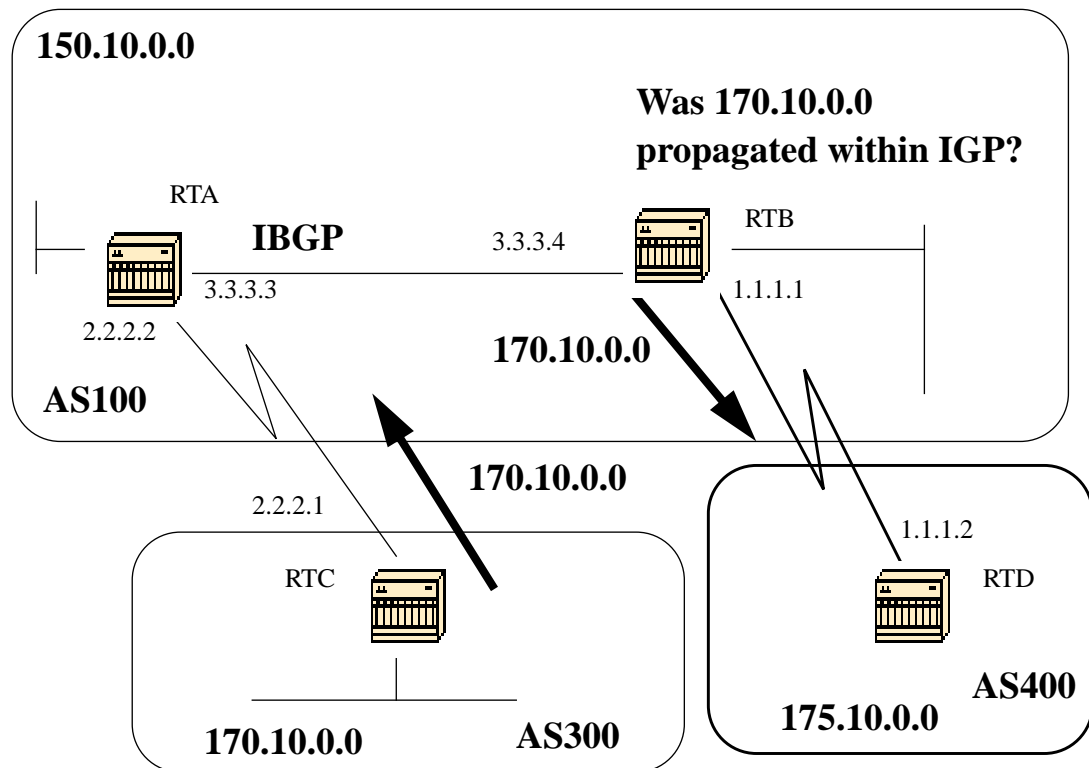 150.10.0.0
Was 170.10.0.0
propagated within IGP?
RTA
RTB
IBGP
3.3.3.4
3.3.3.3
1.1.1.1
2.2.2.2
170.10.0.0
AS100
170.10.0.0
2.2.2.1
1.1.1.2
RTC
RTD
AS400
175.10.0.0
170.10.0.0
AS300